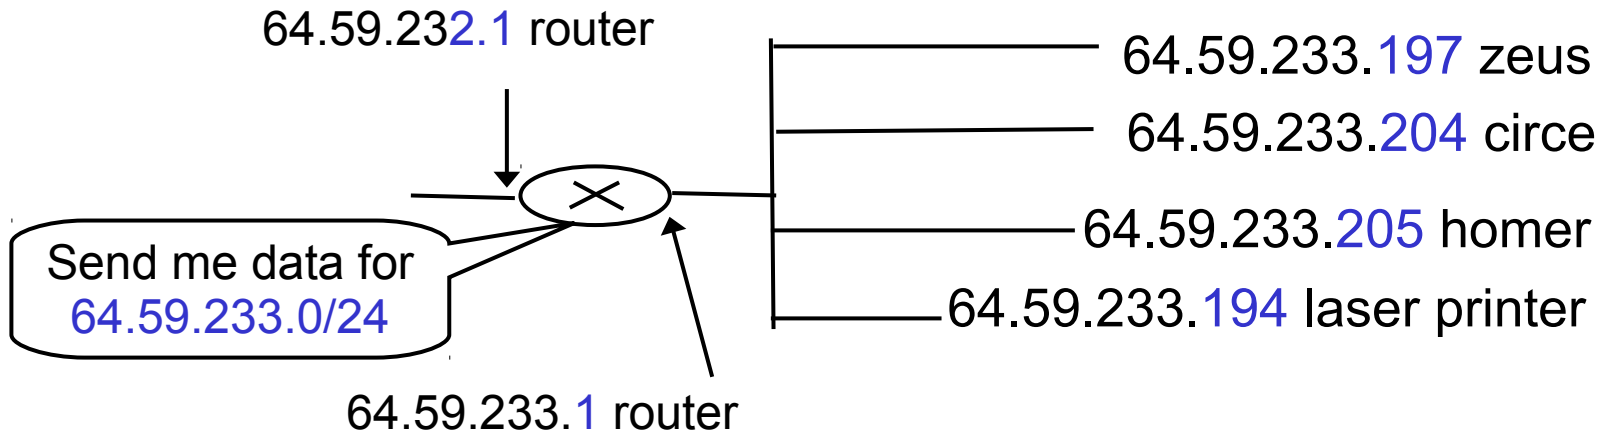 64.59.232.1 router
64.59.233.197 zeus
64.59.233.204 circe
64.59.233.205 homer
Send me data for
64.59.233.0/24
64.59.233.194 laser printer
64.59.233.1 router